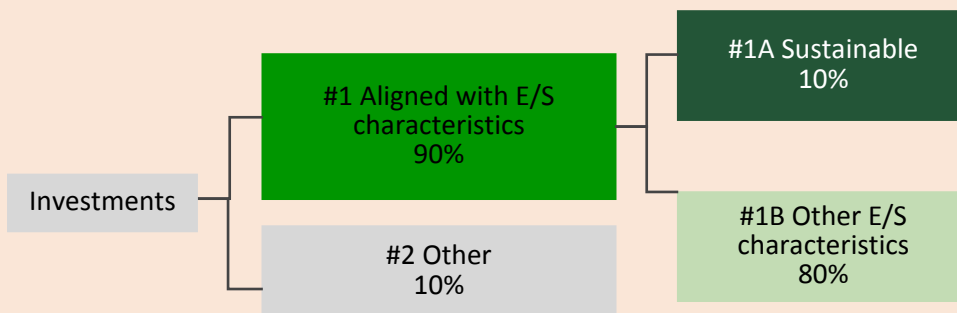 Investments
#1 Aligned with E/S
characteristics
90%
#2 Other
10%
#1A Sustainable
10%
#1B Other E/S
characteristics
80%